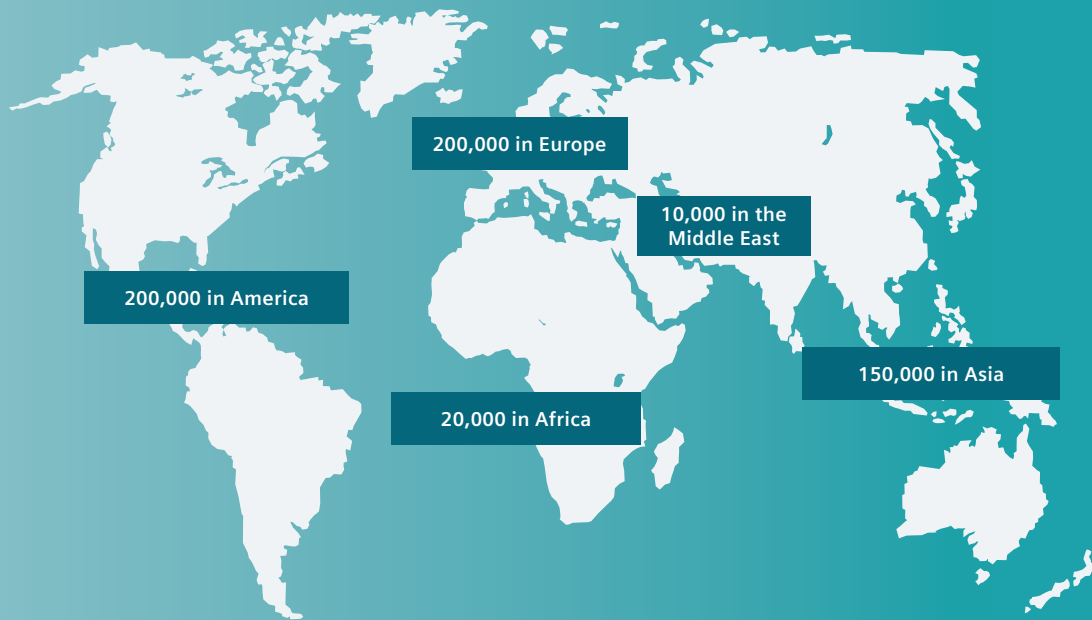 200,000 in Europe
10,000 in the
Middle East
200,000 in America
150,000 in Asia
20,000 in Africa